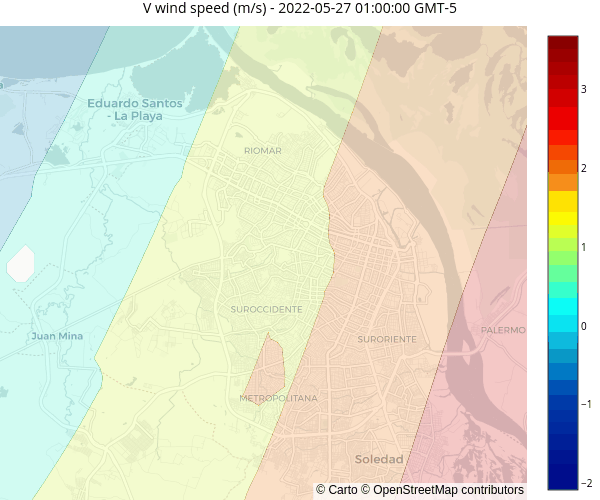 V wind speed (m/s) - 2022-05-27 01:00:00 GMT-5
Eduardo Santos
- La Playa
RIOMAR
SUROCCIDENTE
Juan Mina
SURORIENTE
PALERMO
METROPOLITANA
Soledad
© Carto © OpenStreetMap contributors
3
2
1
0
−1
−2